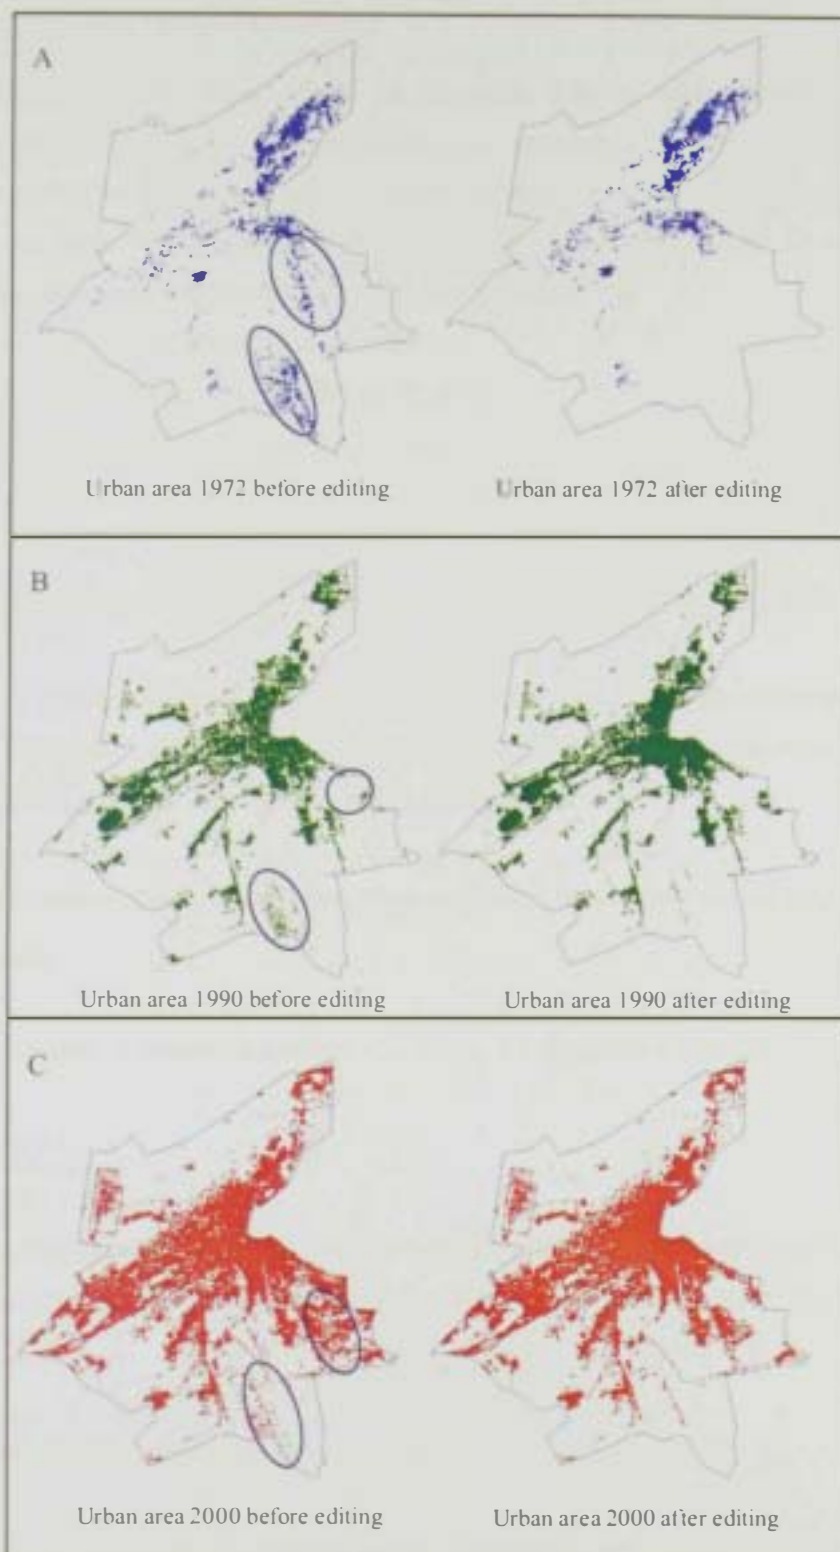 A
Urban area 1972 before editing
Urban area 1972 after editing
B
Urban area 1990 before editing
Urban area 1990 after editing
C
Urban area 2000 before editing
Urban area 2000 after editing